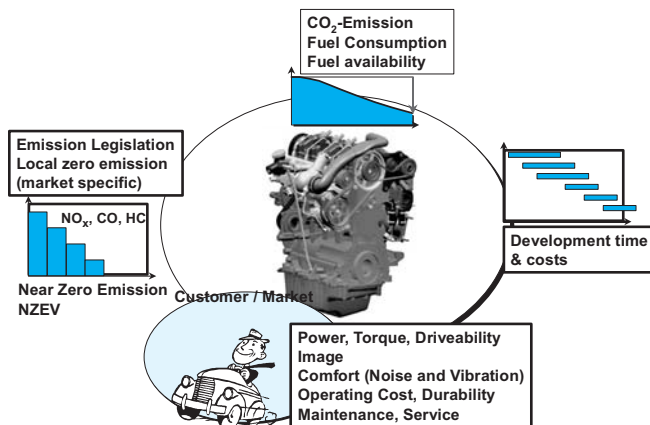 CO₂-Emission
Fuel Consumption
Fuel availability
Emission Legislation
Local zero emission
(market specific)
NOₓ, CO, HC
Near Zero Emission
NZEV
Development time
& costs
Customer / Market
Power, Torque, Driveability
Image
Comfort (Noise and Vibration)
Operating Cost, Durability
Maintenance, Service